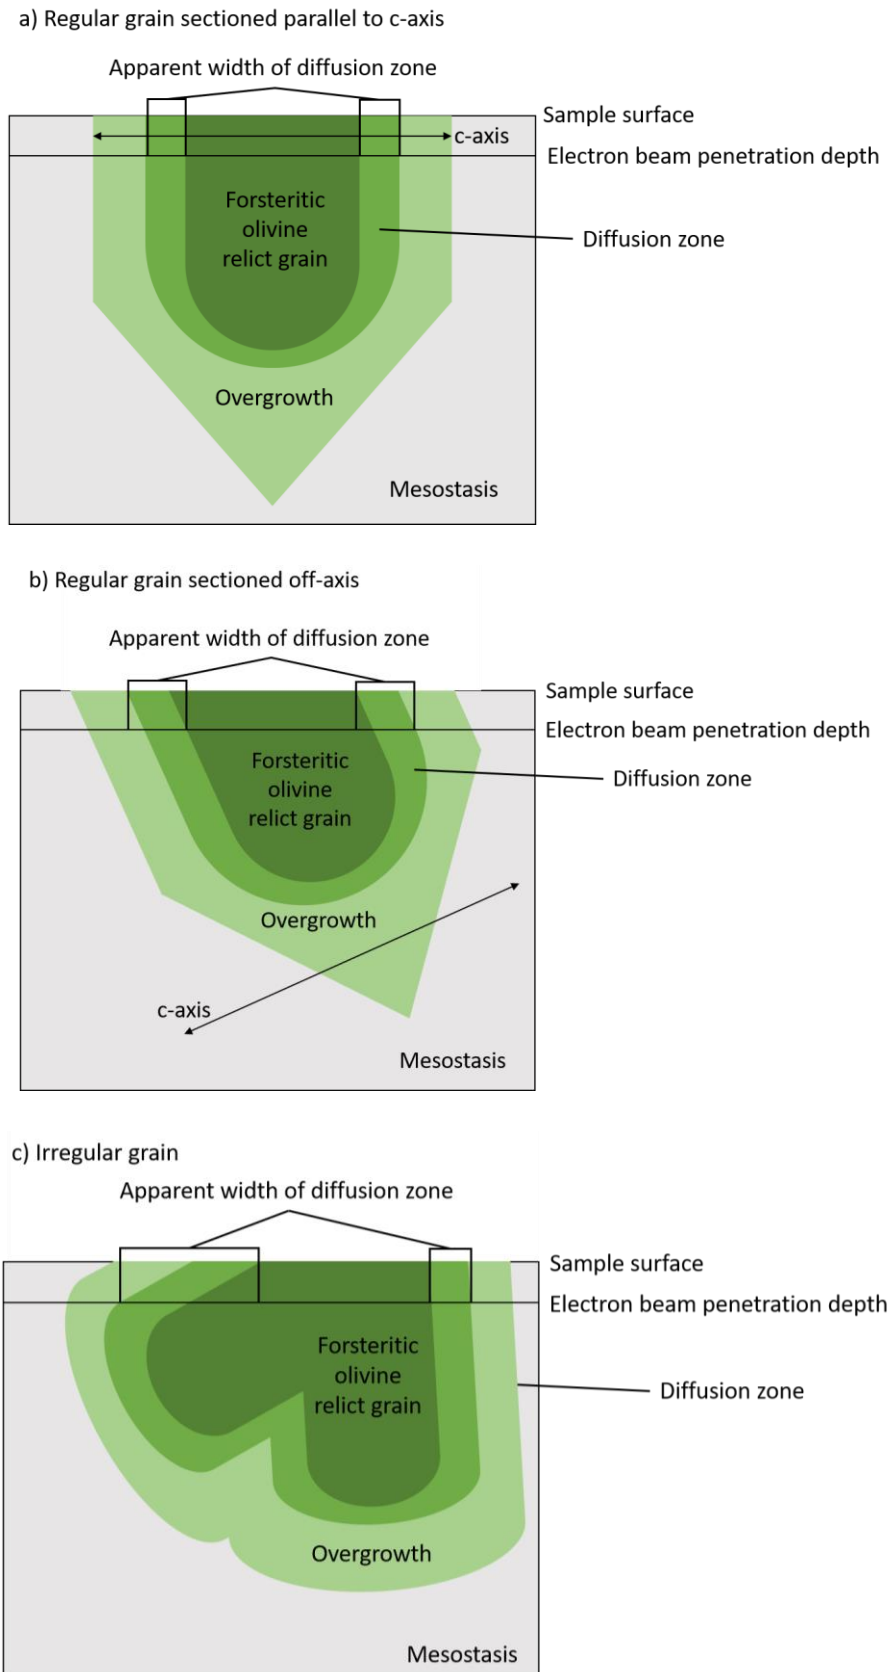 a) Regular grain sectioned parallel to c-axis
Apparent width of diffusion zone
Sample surface
c-axis
Electron beam penetration depth
Forsteritic
olivine
relict grain
Diffusion zone
Overgrowth
Mesostasis
b) Regular grain sectioned off-axis
Apparent width of diffusion zone
Sample surface
Electron beam penetration depth
Forsteritic
olivine
relict grain
Diffusion zone
Overgrowth
c-axis
Mesostasis
c) Irregular grain
Apparent width of diffusion zone
Sample surface
Electron beam penetration depth
Forsteritic
olivine
relict grain
Diffusion zone
Overgrowth
Mesostasis